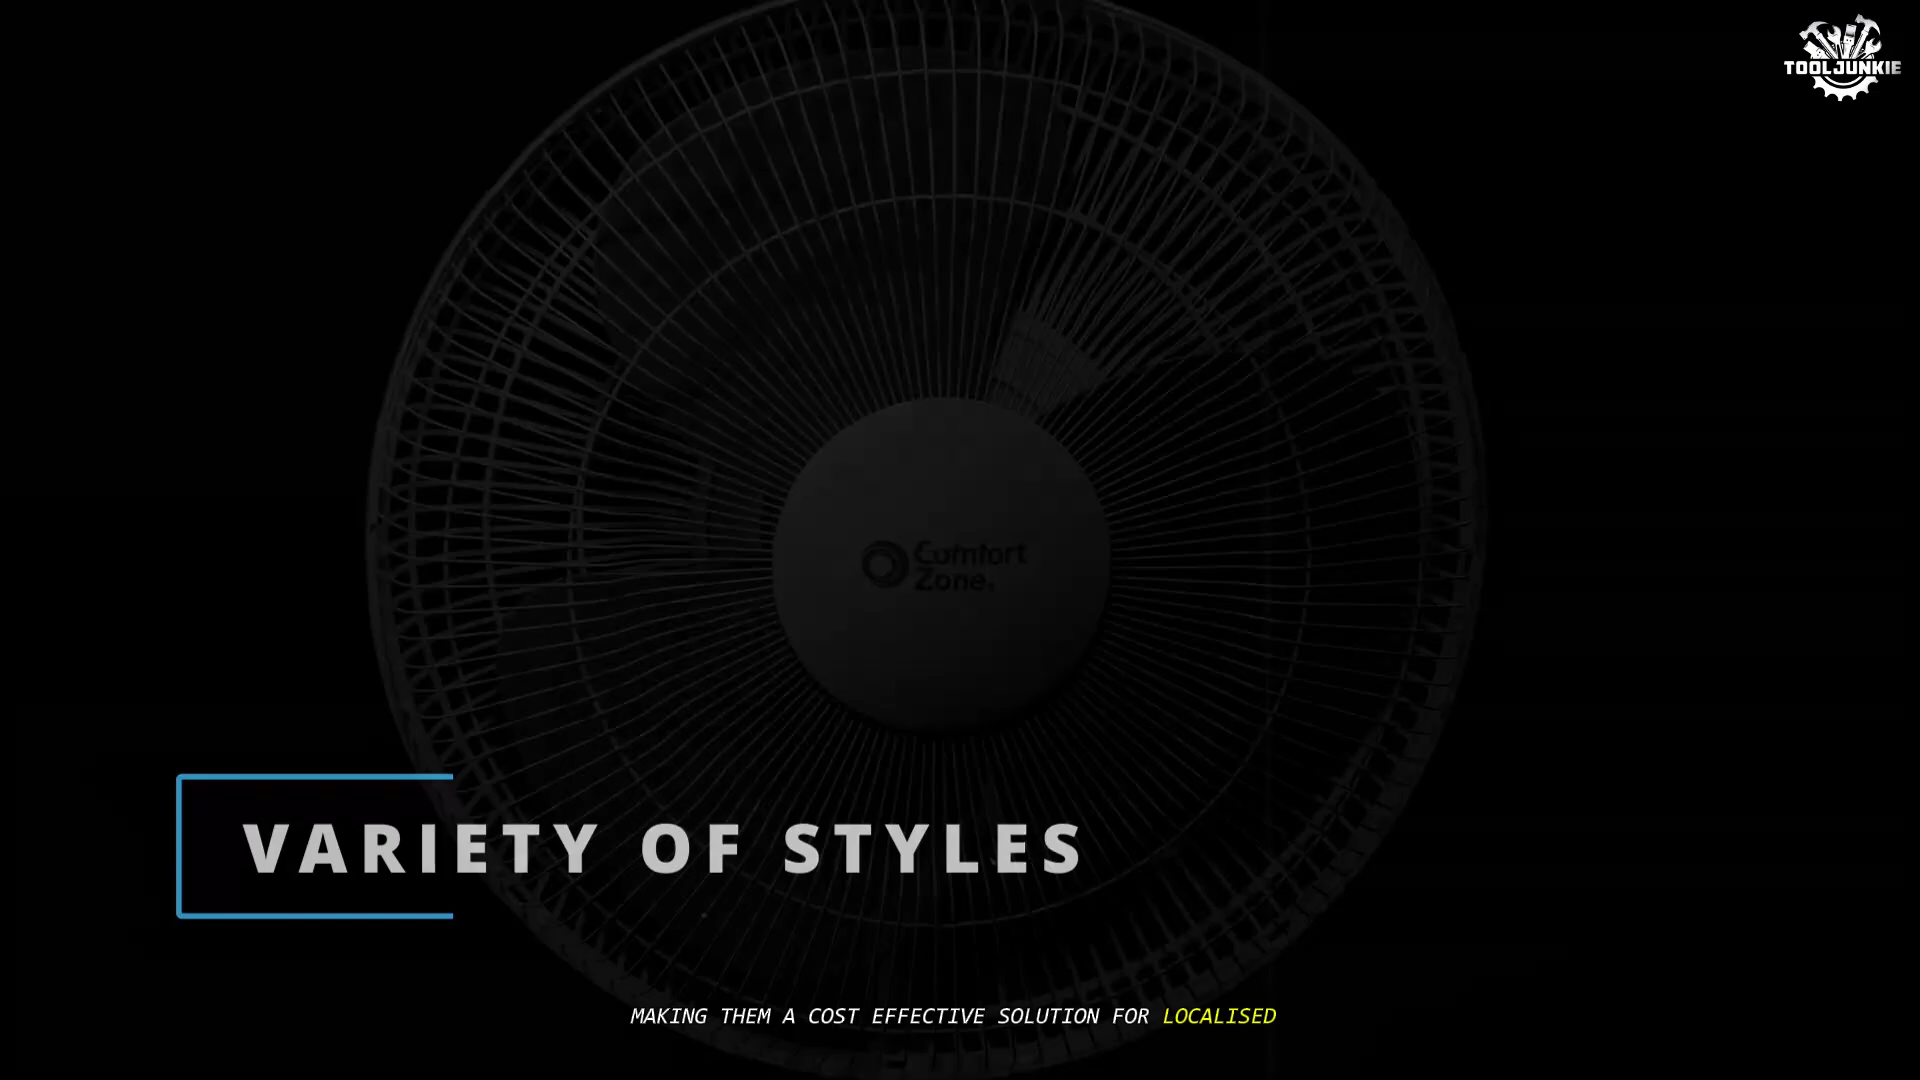 TOOLJUNKIE
Comfort
Zone.
VARIETY OF STYLES
MAKING THEM A COST EFFECTIVE SOLUTION FOR LOCALISED